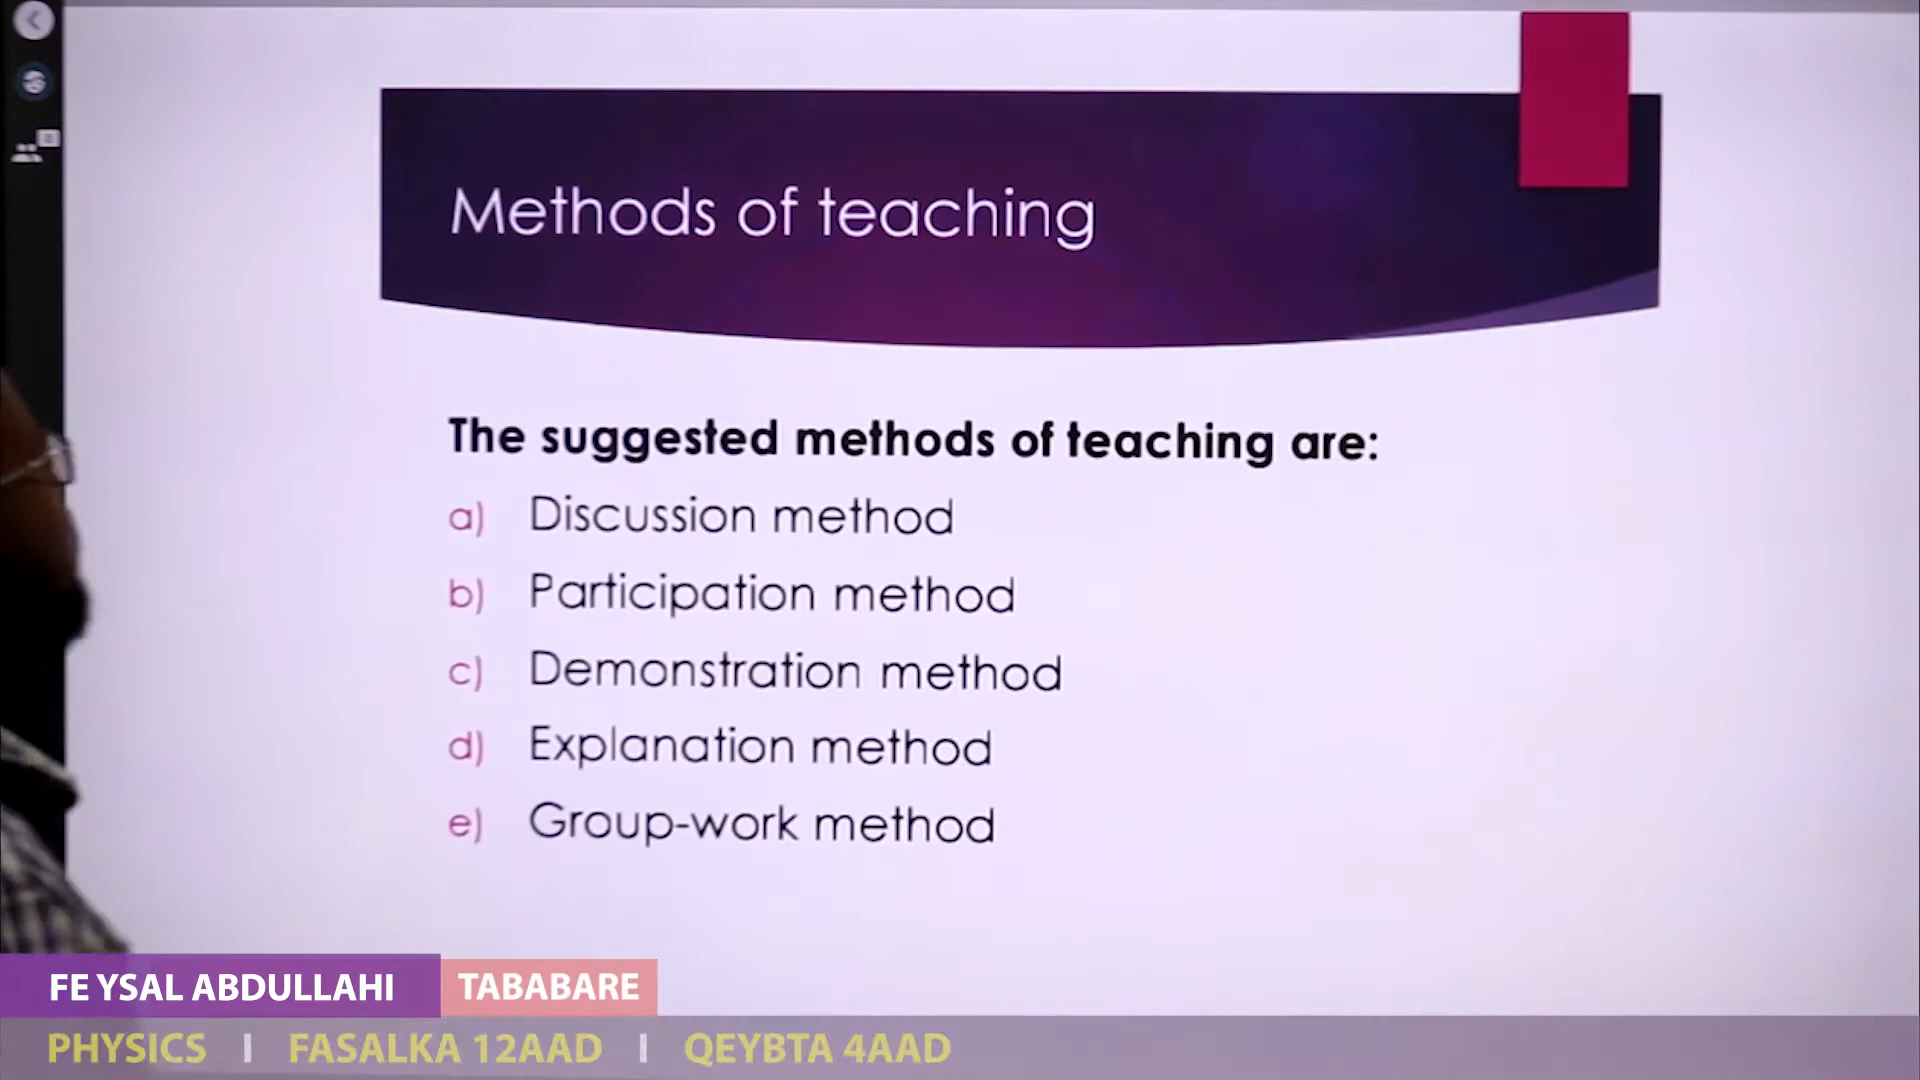 Methods of teaching
The suggested methods of teaching are:
a) Discussion method
b) Participation method
c) Demonstration method
d) Explanation method
e) Group-work method
FEYSAL ABDULLAHI TABABARE
PHYSICS | FASALKA 12AAD | QEYBTA 4AAD